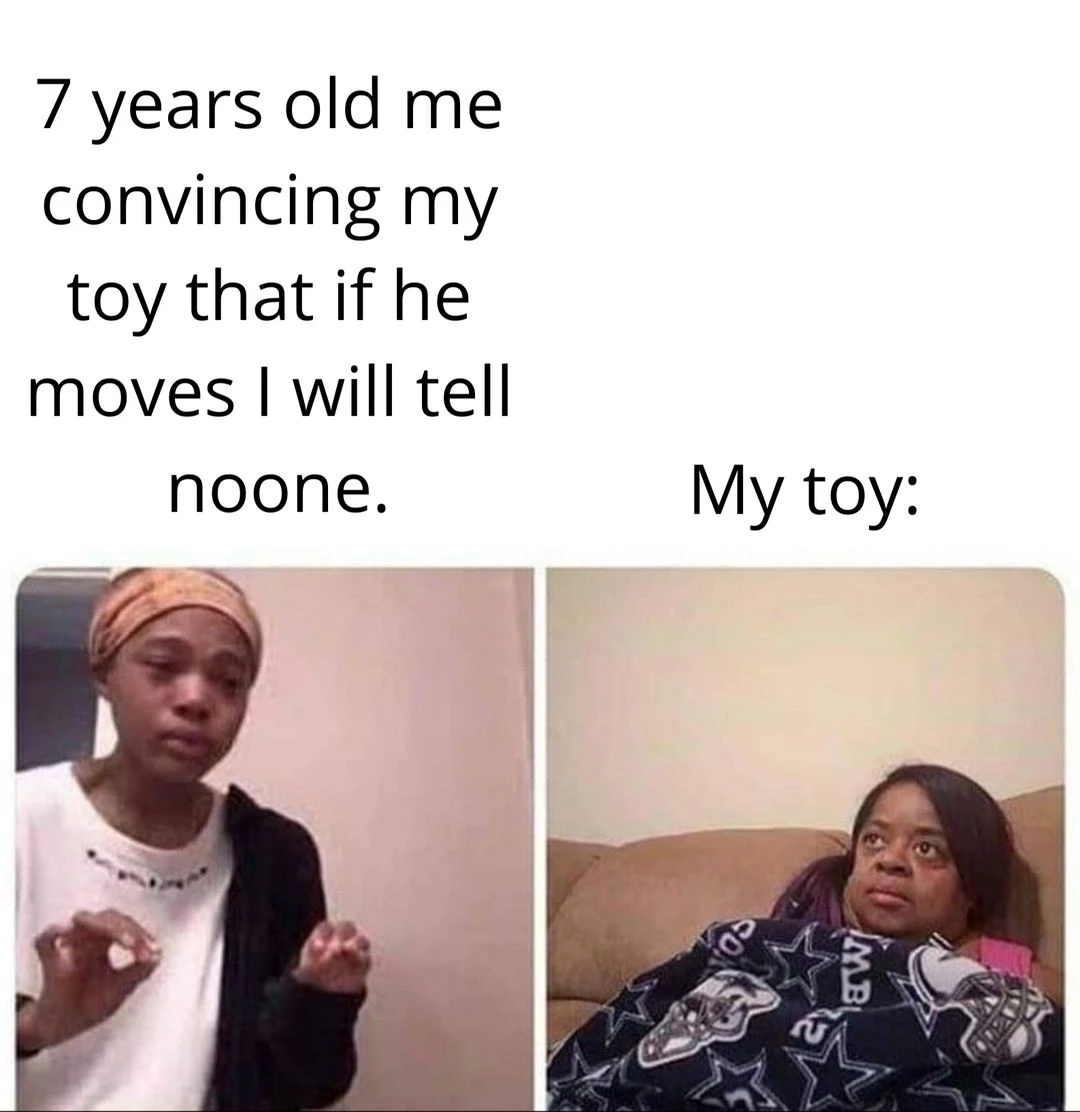 7 years old me
convincing my
toy that if he
moves I will tell
noone.
My toy: